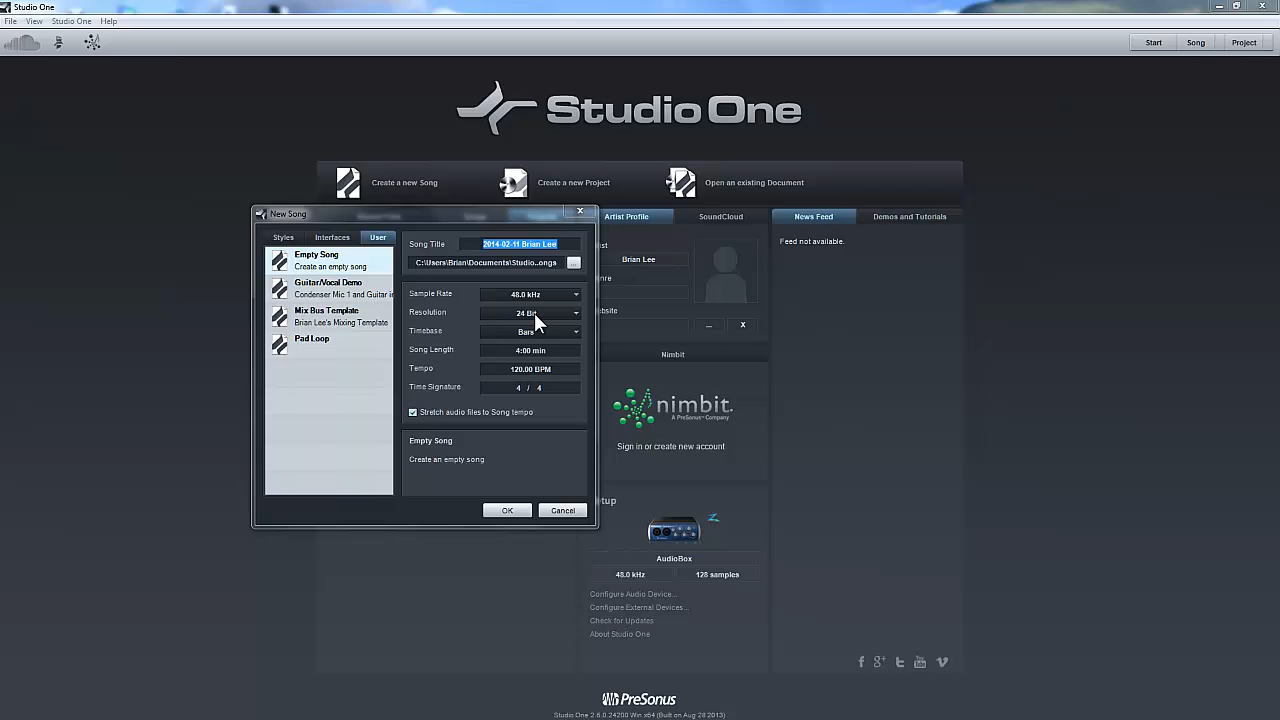 Studio One
File View Studio One Help
Start Song Project
Studio One
Create a new Song Create a new Project Open an existing Document
New Song
Artist Profile SoundCloud News Feed Demos and Tutorials
Styles Interfaces User
Song Title 2014-02-11 Brian Lee
C:\Users\Brian\Documents\Studio..ongs ...
Empty Song
Create an empty song
Guitar/Vocal Demo
Condenser Mic 1 and Guitar in
Mix Bus Template
Brian Lee's Mixing Template
Pad Loop
Sample Rate 48.0 kHz
Resolution 24 Bit
Timebase Bars
Song Length 4:00 min
Tempo 120.00 BPM
Time Signature 4 / 4
Stretch audio files to Song tempo
Empty Song
Create an empty song
OK Cancel
Brian Lee
... X
Feed not available.
Nimbit
nimbit.
A PreSonus™ Company
Sign in or create new account
AudioBox
48.0 kHz 128 samples
Configure Audio Device...
Configure External Devices...
Check for Updates
About Studio One
PreSonus
Studio One 2.6.0.24200 Win x64 (Built on Aug 28 2013)